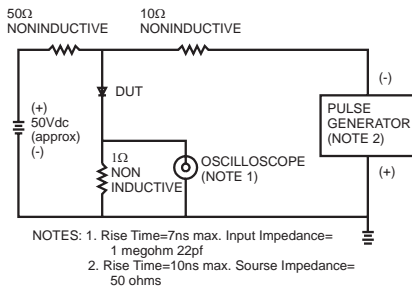 50Ω
NONINDUCTIVE
10Ω
NONINDUCTIVE
DUT
(+)
50Vdc
(approx)
(-)
1Ω
NON
INDUCTIVE
OSCILLOSCOPE
(NOTE 1)
(-)
PULSE
GENERATOR
(NOTE 2)
(+)
NOTES: 1. Rise Time=7ns max. Input Impedance=
1 megohm 22pf
2. Rise Time=10ns max. Sourse Impedance=
50 ohms